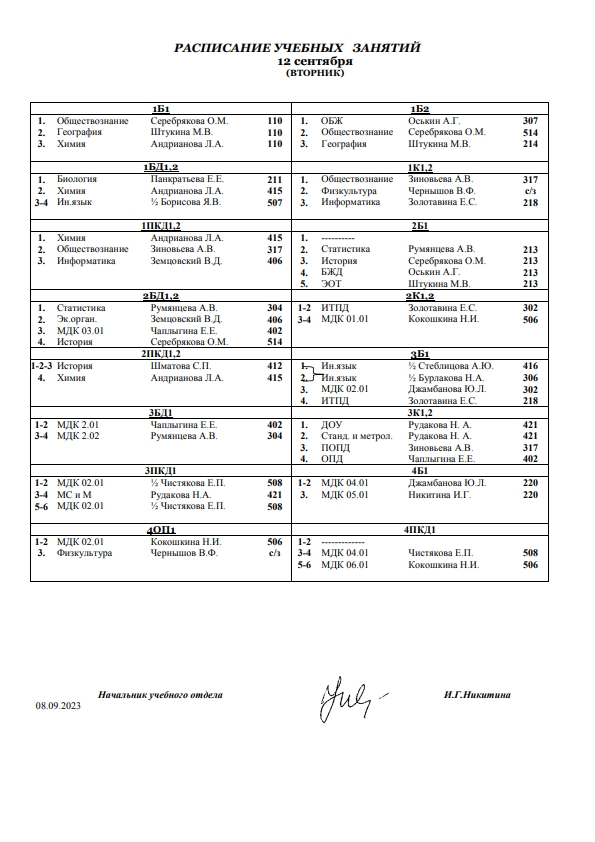 РАСПИСАНИЕ УЧЕБНЫХ ЗАНЯТИЙ
12 сентября
(ВТОРНИК)
1Б1
1. Обществознание Серебрякова О.М. 110
2. География Штукина М.В. 110
3. Химия Андрианова Л.А. 110
1Б2
1. ОБЖ Оськин А.Г. 307
2. Обществознание Серебрякова О.М. 514
3. География Штукина М.В. 214
1БД1,2
1. Биология Панкратьева Е.Е. 211
2. Химия Андрианова Л.А. 415
3-4 Ин.язык ½ Борисова Я.В. 507
1К1,2
1. Обществознание Зиновьева А.В. 317
2. Физкультура Чернышов В.Ф. с/з
3. Информатика Золотавина Е.С. 218
1ПКД1,2
1. Химия Андрианова Л.А. 415
2. Обществознание Зиновьева А.В. 317
3. Информатика Земцовский В.Д. 406
2Б1
1. ----------
2. Статистика Румянцева А.В. 213
3. История Серебрякова О.М. 213
4. БЖД Оськин А.Г. 213
5. ЭОТ Штукина М.В. 213
2БД1,2
1. Статистика Румянцева А.В. 304
2. Эк.орган. Земцовский В.Д. 406
3. МДК 03.01 Чаплыгина Е.Е. 402
4. История Серебрякова О.М. 514
2К1,2
1-2 ИТПД Золотавина Е.С. 302
3-4 МДК 01.01 Кокошкина Н.И. 506
2ПКД1,2
1-2-3 История Шматова С.П. 412
4. Химия Андрианова Л.А. 415
3Б1
1. Ин.язык ½ Стеблицова А.Ю. 416
2. Ин.язык ½ Бурлакова Н.А. 306
3. МДК 02.01 Джамбанова Ю.Л. 302
4. ИТПД Золотавина Е.С. 218
3БД1
1-2 МДК 2.01 Чаплыгина Е.Е. 402
3-4 МДК 2.02 Румянцева А.В. 304
3К1,2
1. ДОУ Рудакова Н. А. 421
2. Станд. и метрол. Рудакова Н. А. 421
3. ПОПД Зиновьева А.В. 317
4. ОПД Чаплыгина Е.Е. 402
3ПКД1
1-2 МДК 02.01 ½ Чистякова Е.П. 508
3-4 МС и М Рудакова Н.А. 421
5-6 МДК 02.01 ½ Чистякова Е.П. 508
4Б1
1-2 МДК 04.01 Джамбанова Ю.Л. 220
3. МДК 05.01 Никитина И.Г. 220
4ОП1
1-2 МДК 02.01 Кокошкина Н.И. 506
3. Физкультура Чернышов В.Ф. с/з
4ПКД1
1-2 -------------
3-4 МДК 04.01 Чистякова Е.П. 508
5-6 МДК 06.01 Кокошкина Н.И. 506
Начальник учебного отдела И.Г.Никитина
08.09.2023